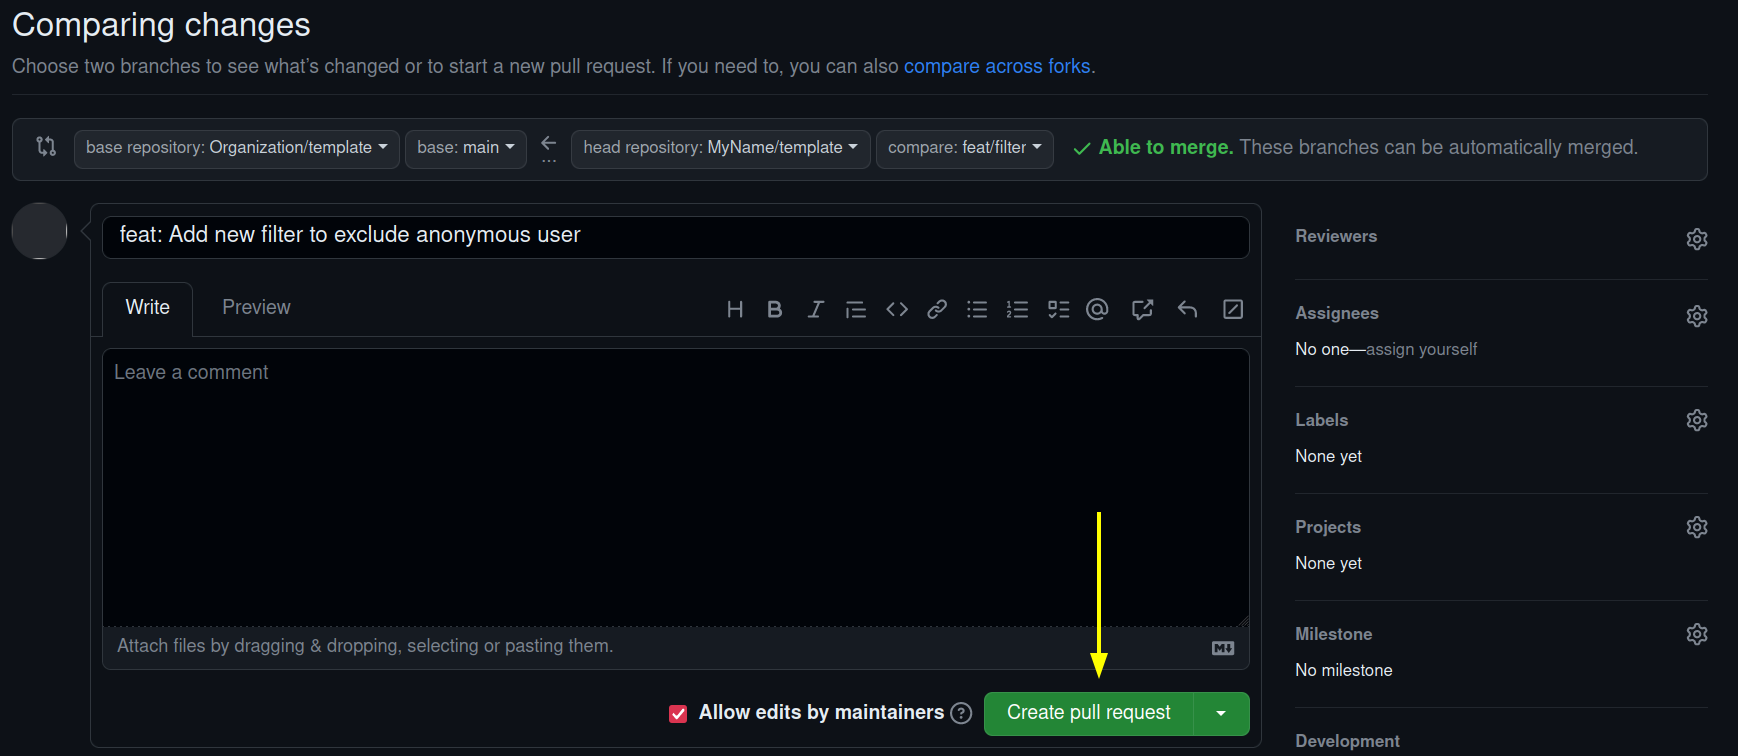 Comparing changes
Choose two branches to see what's changed or to start a new pull request. If you need to, you can also compare across forks.
base repository: Organization/template base: main ... head repository: MyName/template compare: feat/filter Able to merge. These branches can be automatically merged.
feat: Add new filter to exclude anonymous user
Write Preview
Leave a comment
Attach files by dragging & dropping, selecting or pasting them.
Allow edits by maintainers Create pull request
Reviewers
Assignees
No one—assign yourself
Labels
None yet
Projects
None yet
Milestone
No milestone
Development